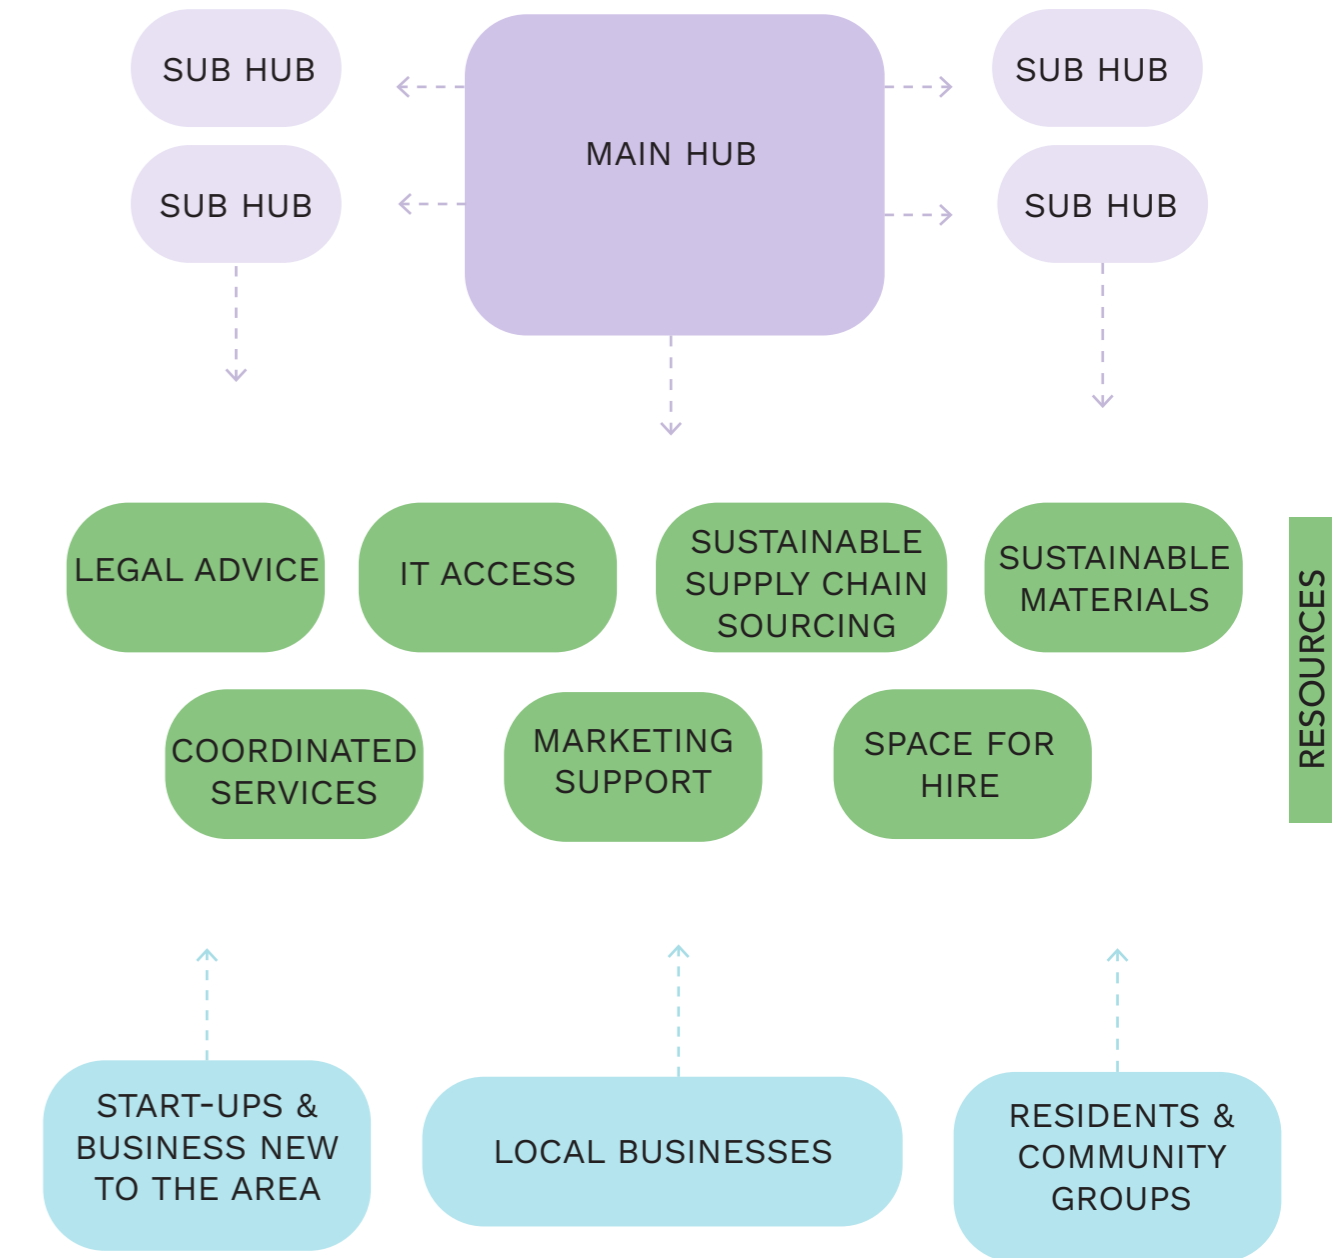 SUB HUB
MAIN HUB
SUB HUB
SUB HUB
SUB HUB
LEGAL ADVICE
IT ACCESS
SUSTAINABLE
SUPPLY CHAIN
SOURCING
SUSTAINABLE
MATERIALS
COORDINATED
SERVICES
MARKETING
SUPPORT
SPACE FOR
HIRE
RESOURCES
START-UPS &
BUSINESS NEW
TO THE AREA
LOCAL BUSINESSES
RESIDENTS &
COMMUNITY
GROUPS